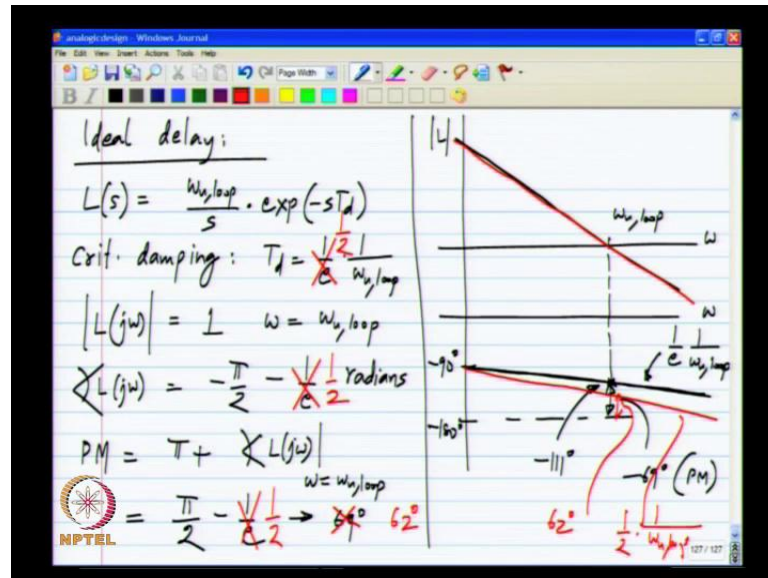 analogicdesign - Windows Journal
File Edit View Insert Actions Tools Help
Page Width
B I
Ideal delay:
L(s) = ωu,loop / s · exp(-sTd)
Crit. damping: Td = 1/e 1/2 1/ωu,loop
|L(jω)| = 1 ω = ωu,loop
∠L(jω) = -π/2 - 1/e 1/2 radians
PM = π + ∠L(jω)|ω=ωu,loop
= π/2 - 1/e 1/2 → 69° 62°
|L|
ωu,loop
ω
ω
1/e 1/ωu,loop
-90°
-180°
-111°
-69° (PM)
62°
1/2 · 1/ωu,loop
NPTEL
127 / 127